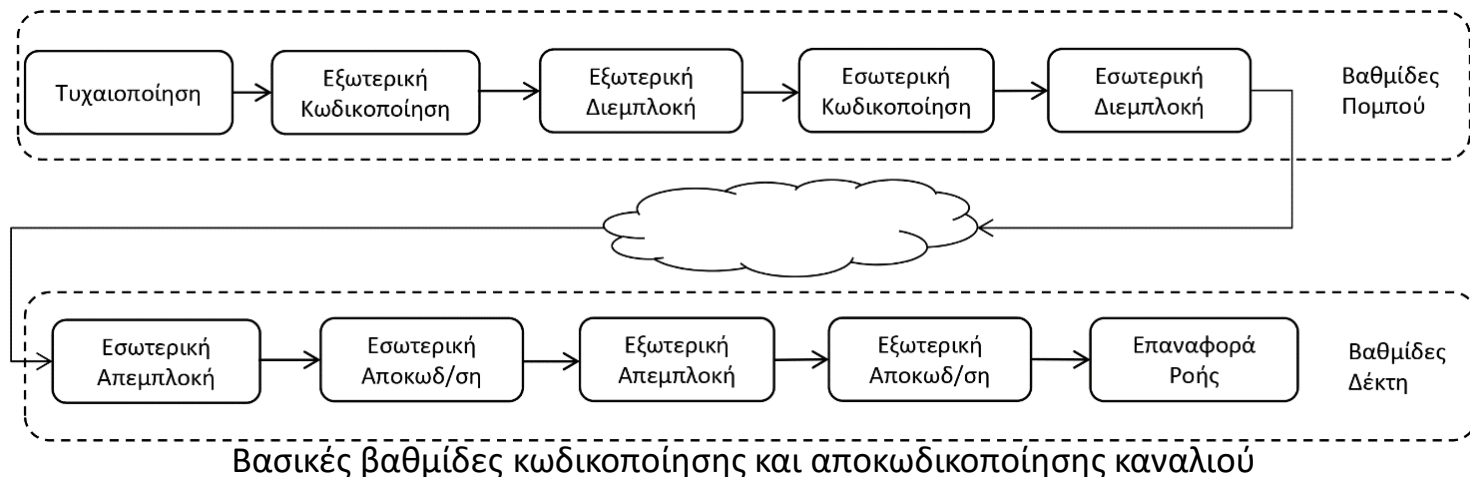 Τυχαιοποίηση
Εξωτερική
Κωδικοποίηση
Εξωτερική
Διεμπλοκή
Εσωτερική
Κωδικοποίηση
Εσωτερική
Διεμπλοκή
Βαθμίδες
Πομπού
Εσωτερική
Απεμπλοκή
Εσωτερική
Αποκωδ/ση
Εξωτερική
Απεμπλοκή
Εξωτερική
Αποκωδ/ση
Επαναφορά
Ροής
Βαθμίδες
Δέκτη
Βασικές βαθμίδες κωδικοποίησης και αποκωδικοποίησης καναλιού